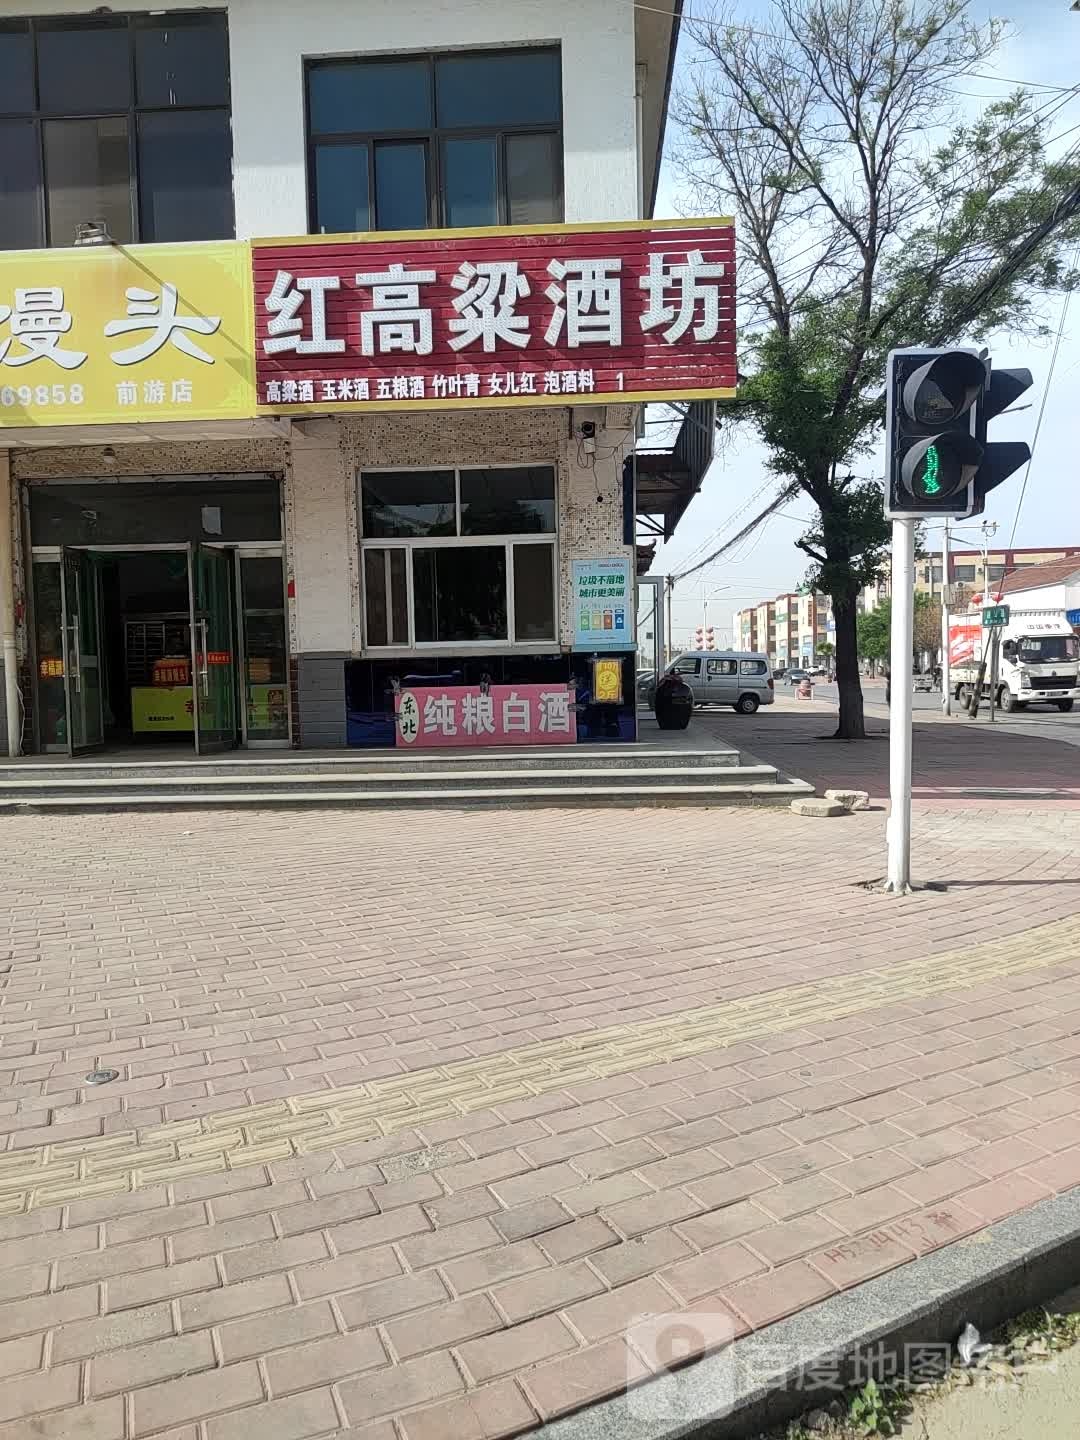 馒头
69858 前游店
红高粱酒坊
高粱酒 玉米酒 五粮酒 竹叶青 女儿红 泡酒料 1
垃圾不落地
城市更美丽
东北
纯粮白酒
幸福
百度地图